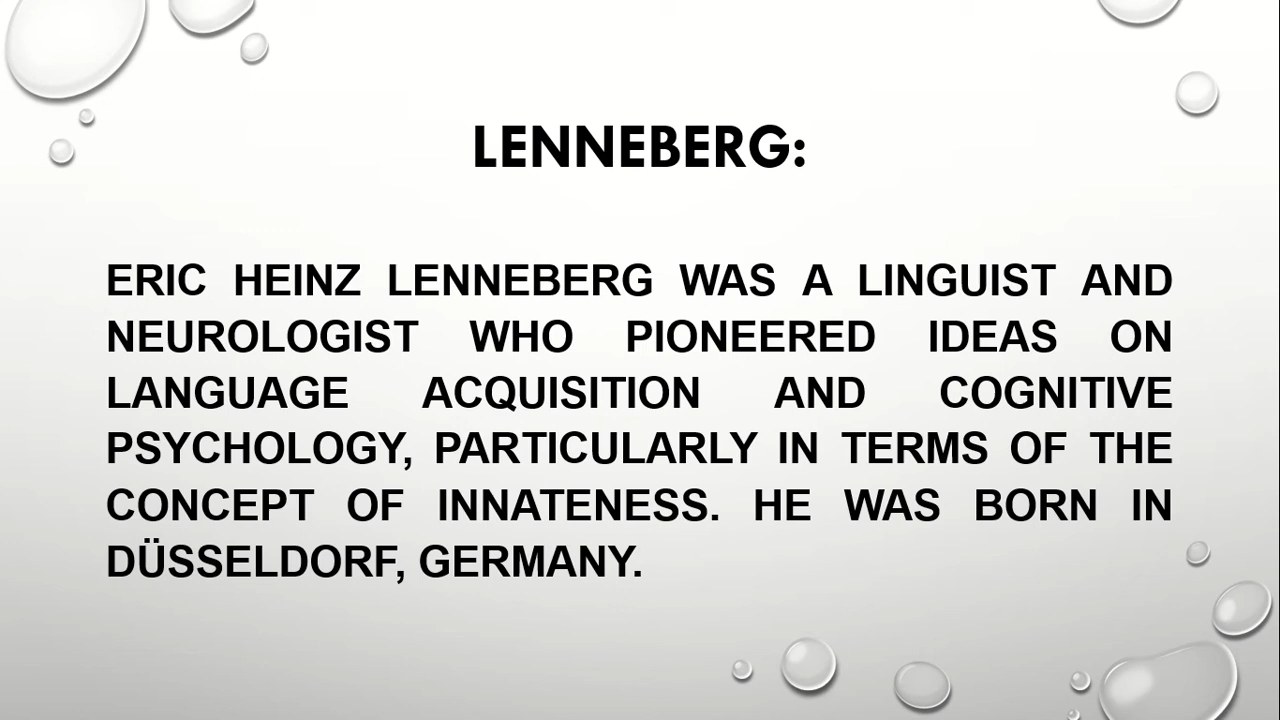 LENNEBERG:
ERIC HEINZ LENNEBERG WAS A LINGUIST AND
NEUROLOGIST WHO PIONEERED IDEAS ON
LANGUAGE ACQUISITION AND COGNITIVE
PSYCHOLOGY, PARTICULARLY IN TERMS OF THE
CONCEPT OF INNATENESS. HE WAS BORN IN
DÜSSELDORF, GERMANY.